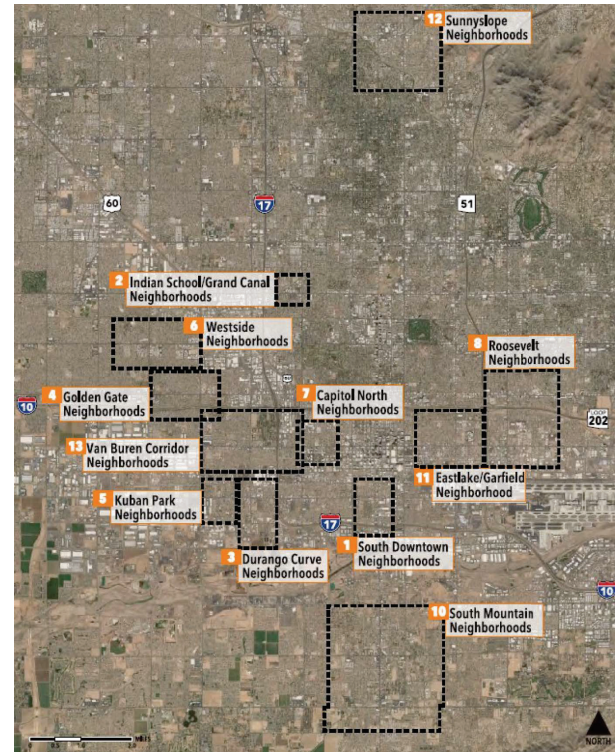 12 Sunnyslope
Neighborhoods
60
17
51
2 Indian School/Grand Canal
Neighborhoods
6 Westside
Neighborhoods
8 Roosevelt
Neighborhoods
4 Golden Gate
Neighborhoods
10
7 Capitol North
Neighborhoods
LOOP
202
13 Van Buren Corridor
Neighborhoods
11 Eastlake/Garfield
Neighborhood
5 Kuban Park
Neighborhoods
17
3 Durango Curve
Neighborhoods
1 South Downtown
Neighborhoods
10
10 South Mountain
Neighborhoods
NORTH